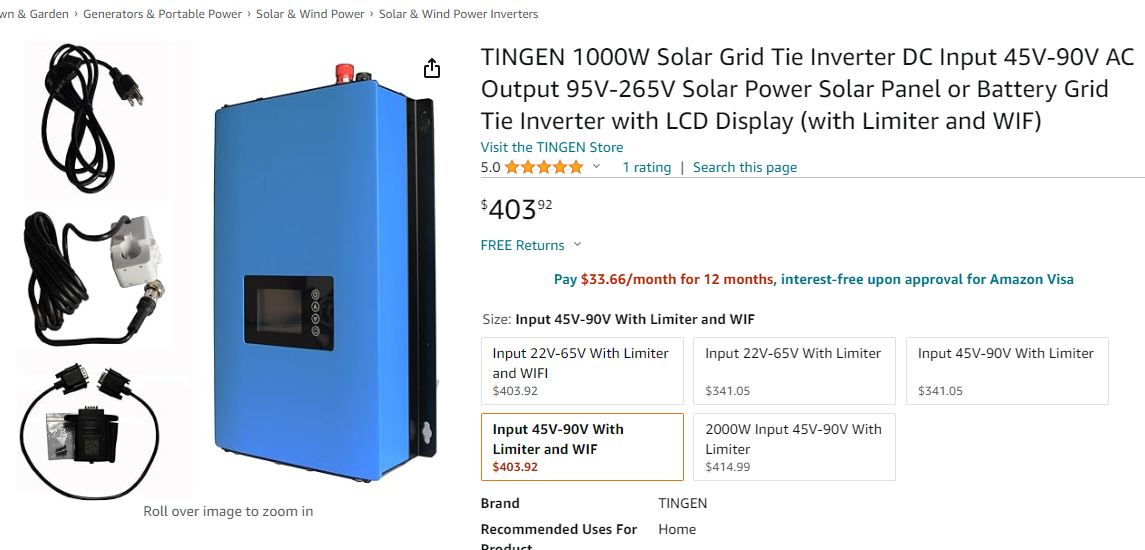 wn & Garden › Generators & Portable Power › Solar & Wind Power › Solar & Wind Power Inverters
TINGEN 1000W Solar Grid Tie Inverter DC Input 45V-90V AC
Output 95V-265V Solar Power Solar Panel or Battery Grid
Tie Inverter with LCD Display (with Limiter and WIF)
Visit the TINGEN Store
5.0
1 rating | Search this page
$403 92
FREE Returns
Pay $33.66/month for 12 months, interest-free upon approval for Amazon Visa
Size: Input 45V-90V With Limiter and WIF
Input 22V-65V With Limiter
and WIFI
$403.92
Input 22V-65V With Limiter
$341.05
Input 45V-90V With Limiter
$341.05
Input 45V-90V With
Limiter and WIF
$403.92
2000W Input 45V-90V With
Limiter
$414.99
Brand TINGEN
Recommended Uses For Home
Product
Roll over image to zoom in